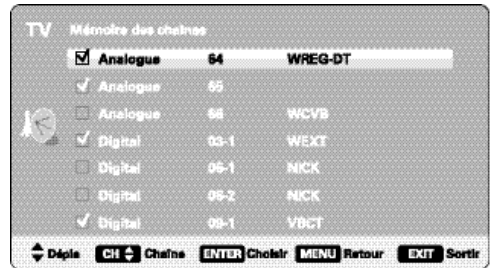 TV Mémoire des chaînes
Analogue 64 WREG-DT
Analogue 65
Analogue 66 WCVB
Digital 03-1 WEXT
Digital 05-1 NICK
Digital 05-2 NICK
Digital 09-1 VBCT
Dépla CH Chaîne ENTER Choisir MENU Retour EXIT Sortir